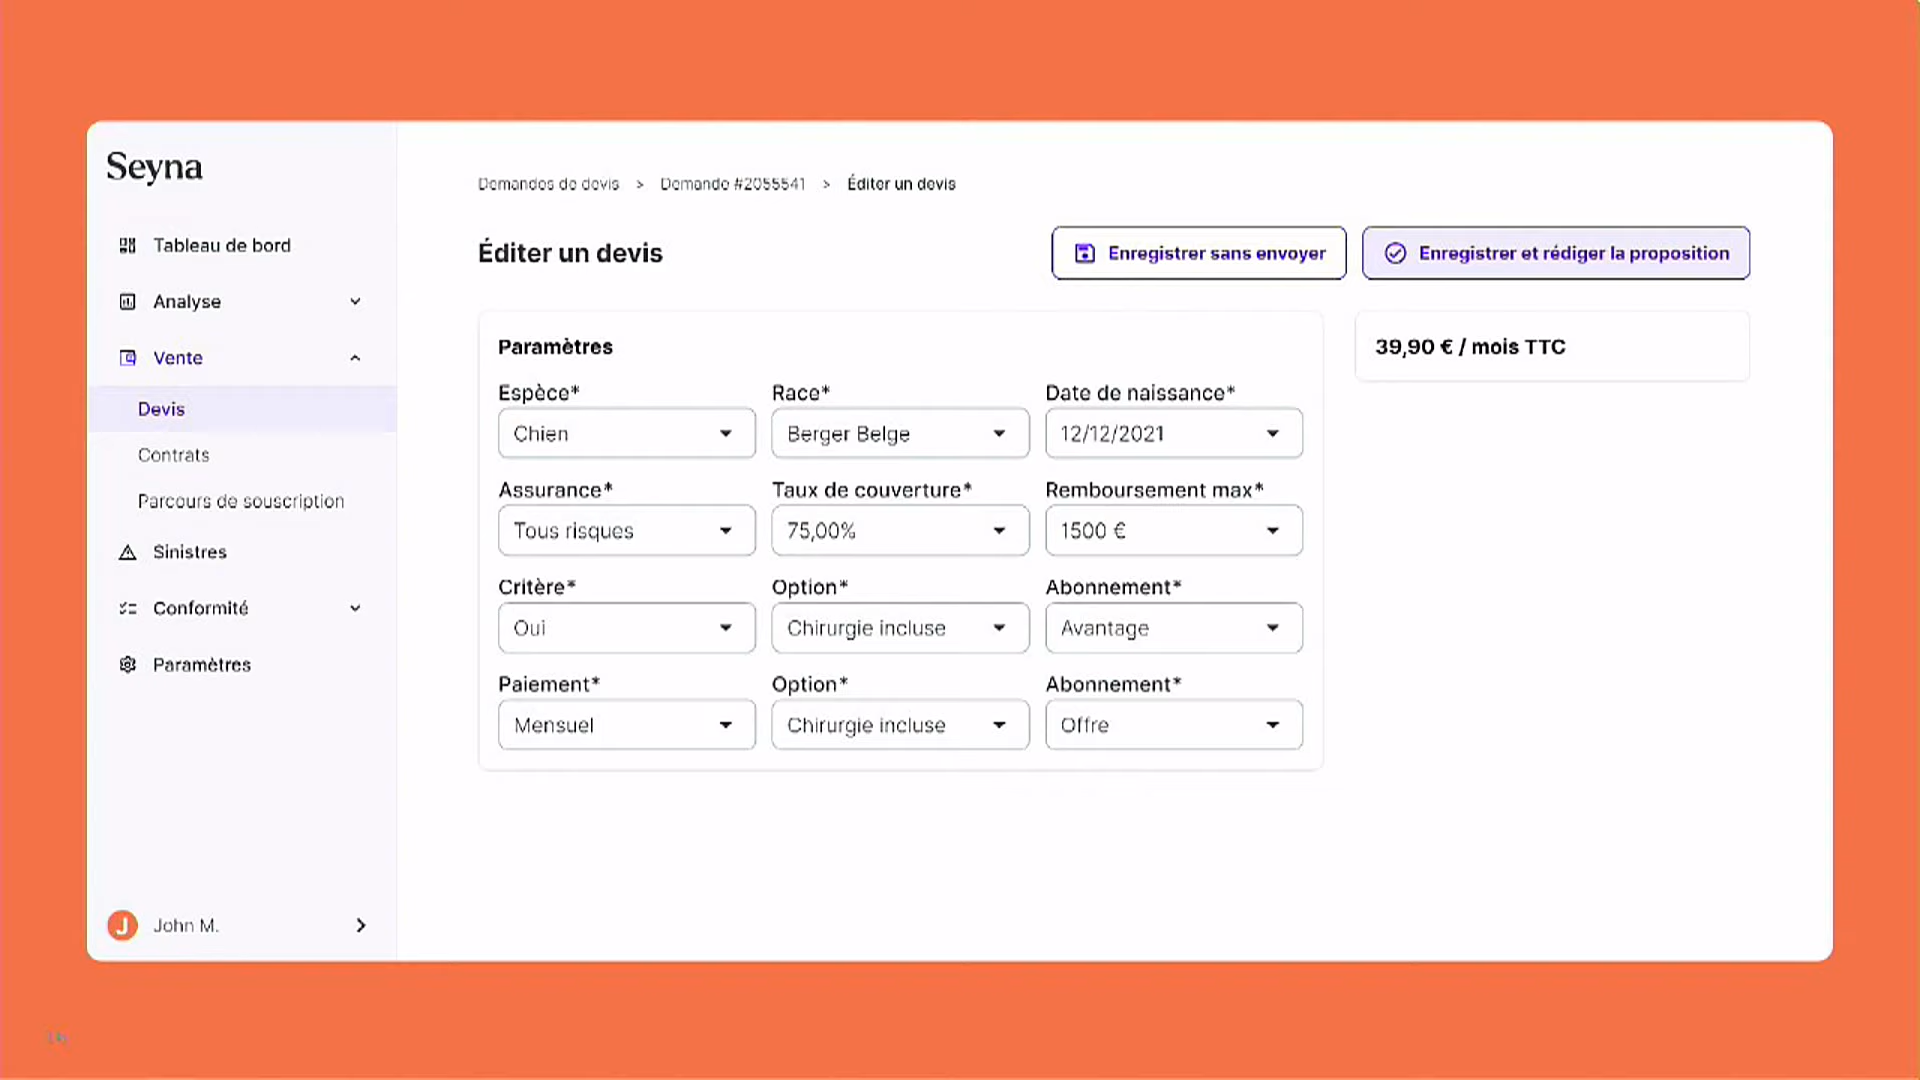 Seyna
Tableau de bord
Analyse
Vente
Devis
Contrats
Parcours de souscription
Sinistres
Conformité
Paramètres
J John M.
Demandes de devis > Demande #2055541 > Éditer un devis
Éditer un devis
Enregistrer sans envoyer
Enregistrer et rédiger la proposition
Paramètres
39,90 € / mois TTC
Espèce* Race* Date de naissance*
Chien Berger Belge 12/12/2021
Assurance* Taux de couverture* Remboursement max*
Tous risques 75,00% 1500 €
Critère* Option* Abonnement*
Oui Chirurgie incluse Avantage
Paiement* Option* Abonnement*
Mensuel Chirurgie incluse Offre